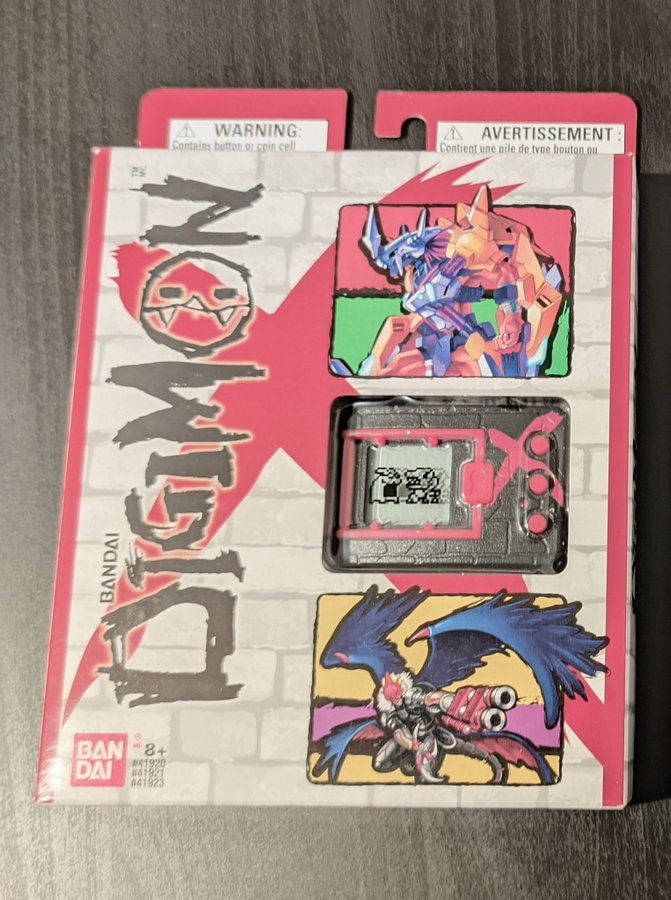 WARNING:
Contains button or coin cell
AVERTISSEMENT :
Contient une pile de type bouton ou
TM
MC
DIGIMON
BANDAI
BAN
DAI
8+
#41920
#41921
#41923